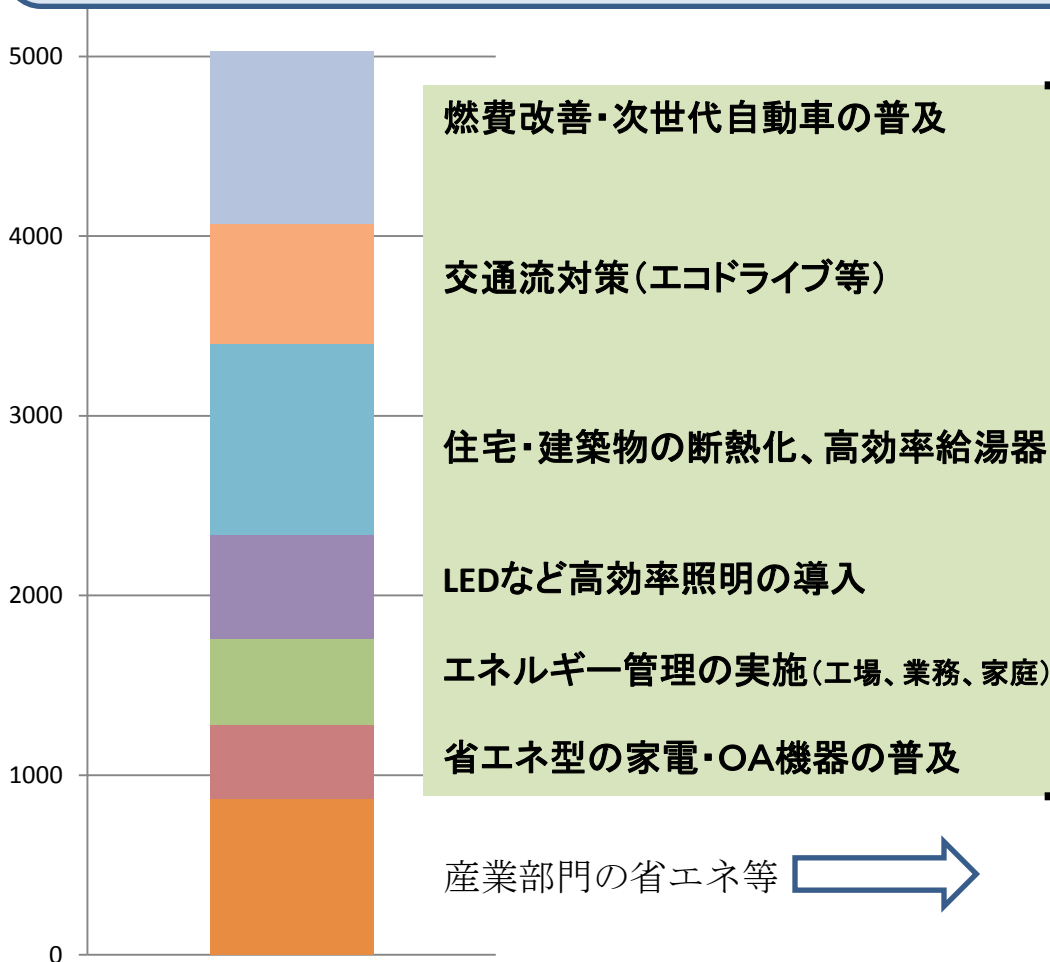 5000
燃費改善・次世代自動車の普及
4000
交通流対策（エコドライブ等）
3000
住宅・建築物の断熱化、高効率給湯器
LEDなど高効率照明の導入
2000
エネルギー管理の実施（工場、業務、家庭）
省エネ型の家電・OA機器の普及
1000
産業部門の省エネ等
0